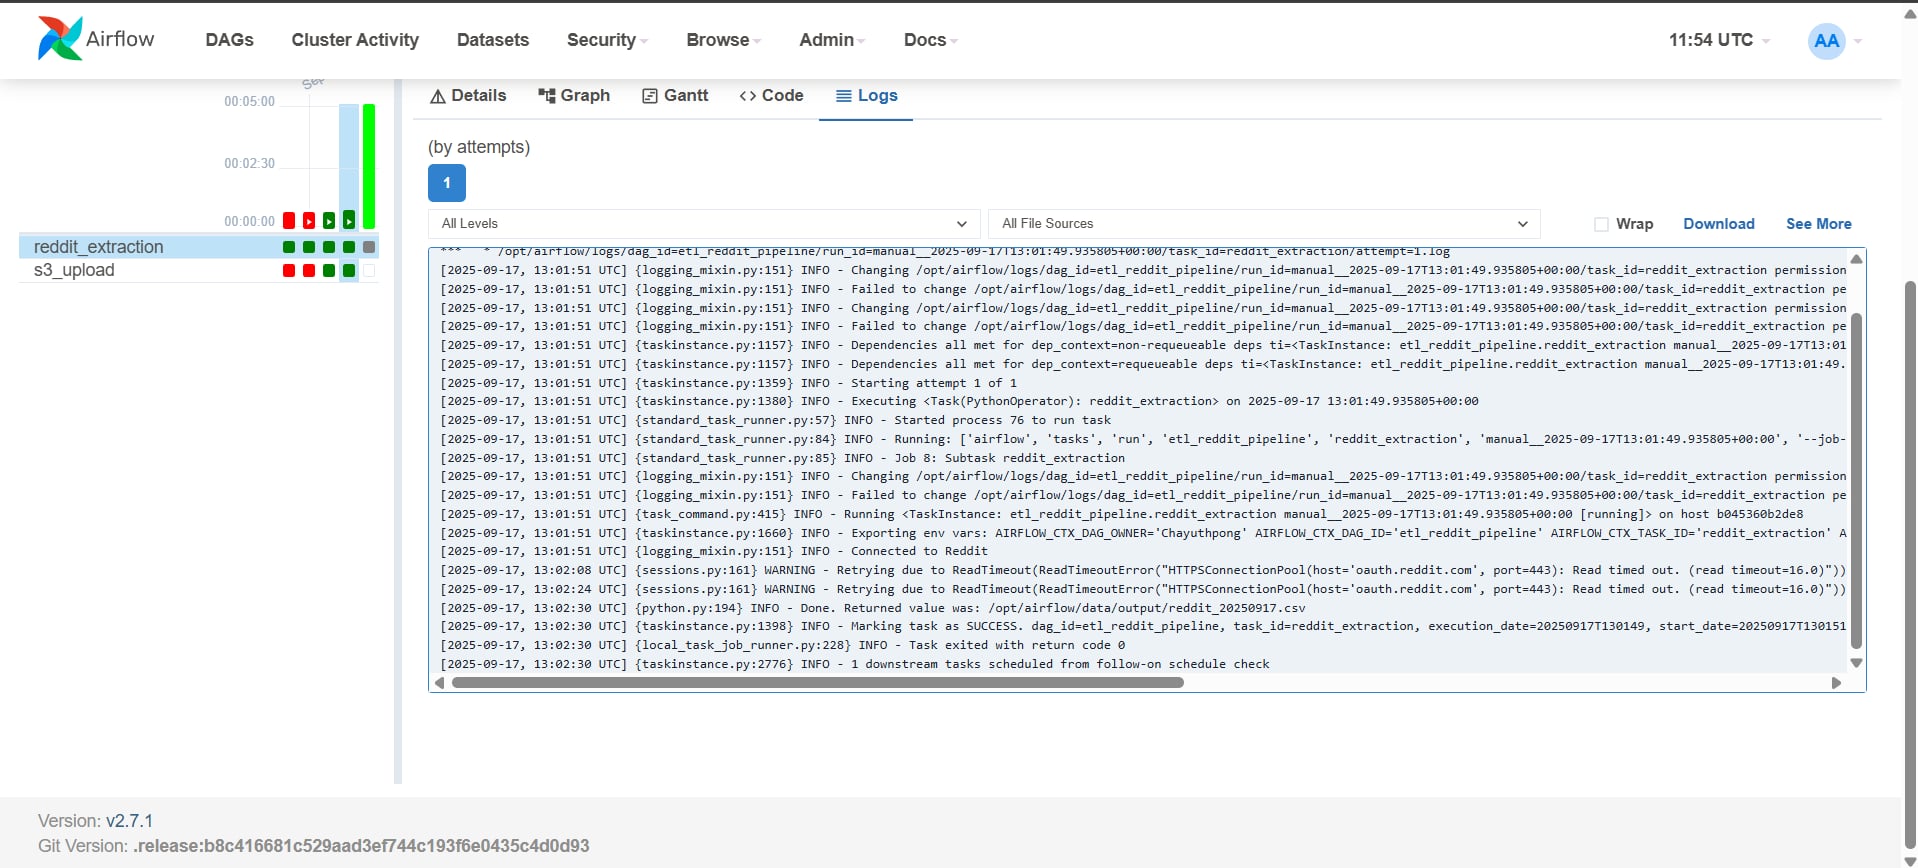 Airflow
DAGs Cluster Activity Datasets Security Browse Admin Docs 11:54 UTC AA
Sep
00:05:00
00:02:30
00:00:00
reddit_extraction
s3_upload
Details Graph Gantt <> Code Logs
(by attempts)
1
All Levels All File Sources Wrap Download See More
*** * /opt/airflow/logs/dag_id=etl_reddit_pipeline/run_id=manual__2025-09-17T13:01:49.935805+00:00/task_id=reddit_extraction/attempt=1.log
[2025-09-17, 13:01:51 UTC] {logging_mixin.py:151} INFO - Changing /opt/airflow/logs/dag_id=etl_reddit_pipeline/run_id=manual__2025-09-17T13:01:49.935805+00:00/task_id=reddit_extraction permission
[2025-09-17, 13:01:51 UTC] {logging_mixin.py:151} INFO - Failed to change /opt/airflow/logs/dag_id=etl_reddit_pipeline/run_id=manual__2025-09-17T13:01:49.935805+00:00/task_id=reddit_extraction pe
[2025-09-17, 13:01:51 UTC] {logging_mixin.py:151} INFO - Changing /opt/airflow/logs/dag_id=etl_reddit_pipeline/run_id=manual__2025-09-17T13:01:49.935805+00:00/task_id=reddit_extraction permission
[2025-09-17, 13:01:51 UTC] {logging_mixin.py:151} INFO - Failed to change /opt/airflow/logs/dag_id=etl_reddit_pipeline/run_id=manual__2025-09-17T13:01:49.935805+00:00/task_id=reddit_extraction pe
[2025-09-17, 13:01:51 UTC] {taskinstance.py:1157} INFO - Dependencies all met for dep_context=non-requeueable deps ti=<TaskInstance: etl_reddit_pipeline.reddit_extraction manual__2025-09-17T13:01
[2025-09-17, 13:01:51 UTC] {taskinstance.py:1157} INFO - Dependencies all met for dep_context=requeueable deps ti=<TaskInstance: etl_reddit_pipeline.reddit_extraction manual__2025-09-17T13:01:49.
[2025-09-17, 13:01:51 UTC] {taskinstance.py:1359} INFO - Starting attempt 1 of 1
[2025-09-17, 13:01:51 UTC] {taskinstance.py:1380} INFO - Executing <Task(PythonOperator): reddit_extraction> on 2025-09-17 13:01:49.935805+00:00
[2025-09-17, 13:01:51 UTC] {standard_task_runner.py:57} INFO - Started process 76 to run task
[2025-09-17, 13:01:51 UTC] {standard_task_runner.py:84} INFO - Running: ['airflow', 'tasks', 'run', 'etl_reddit_pipeline', 'reddit_extraction', 'manual__2025-09-17T13:01:49.935805+00:00', '--job-
[2025-09-17, 13:01:51 UTC] {standard_task_runner.py:85} INFO - Job 8: Subtask reddit_extraction
[2025-09-17, 13:01:51 UTC] {logging_mixin.py:151} INFO - Changing /opt/airflow/logs/dag_id=etl_reddit_pipeline/run_id=manual__2025-09-17T13:01:49.935805+00:00/task_id=reddit_extraction permission
[2025-09-17, 13:01:51 UTC] {logging_mixin.py:151} INFO - Failed to change /opt/airflow/logs/dag_id=etl_reddit_pipeline/run_id=manual__2025-09-17T13:01:49.935805+00:00/task_id=reddit_extraction pe
[2025-09-17, 13:01:51 UTC] {task_command.py:415} INFO - Running <TaskInstance: etl_reddit_pipeline.reddit_extraction manual__2025-09-17T13:01:49.935805+00:00 [running]> on host b045360b2de8
[2025-09-17, 13:01:51 UTC] {taskinstance.py:1660} INFO - Exporting env vars: AIRFLOW_CTX_DAG_OWNER='Chayuthpong' AIRFLOW_CTX_DAG_ID='etl_reddit_pipeline' AIRFLOW_CTX_TASK_ID='reddit_extraction' A
[2025-09-17, 13:01:51 UTC] {logging_mixin.py:151} INFO - Connected to Reddit
[2025-09-17, 13:02:08 UTC] {sessions.py:161} WARNING - Retrying due to ReadTimeout(ReadTimeoutError("HTTPSConnectionPool(host='oauth.reddit.com', port=443): Read timed out. (read timeout=16.0)"))
[2025-09-17, 13:02:24 UTC] {sessions.py:161} WARNING - Retrying due to ReadTimeout(ReadTimeoutError("HTTPSConnectionPool(host='oauth.reddit.com', port=443): Read timed out. (read timeout=16.0)"))
[2025-09-17, 13:02:30 UTC] {python.py:194} INFO - Done. Returned value was: /opt/airflow/data/output/reddit_20250917.csv
[2025-09-17, 13:02:30 UTC] {taskinstance.py:1398} INFO - Marking task as SUCCESS. dag_id=etl_reddit_pipeline, task_id=reddit_extraction, execution_date=20250917T130149, start_date=20250917T130151
[2025-09-17, 13:02:30 UTC] {local_task_job_runner.py:228} INFO - Task exited with return code 0
[2025-09-17, 13:02:30 UTC] {taskinstance.py:2776} INFO - 1 downstream tasks scheduled from follow-on schedule check
Version: v2.7.1
Git Version: .release:b8c416681c529aad3ef744c193f6e0435c4d0d93